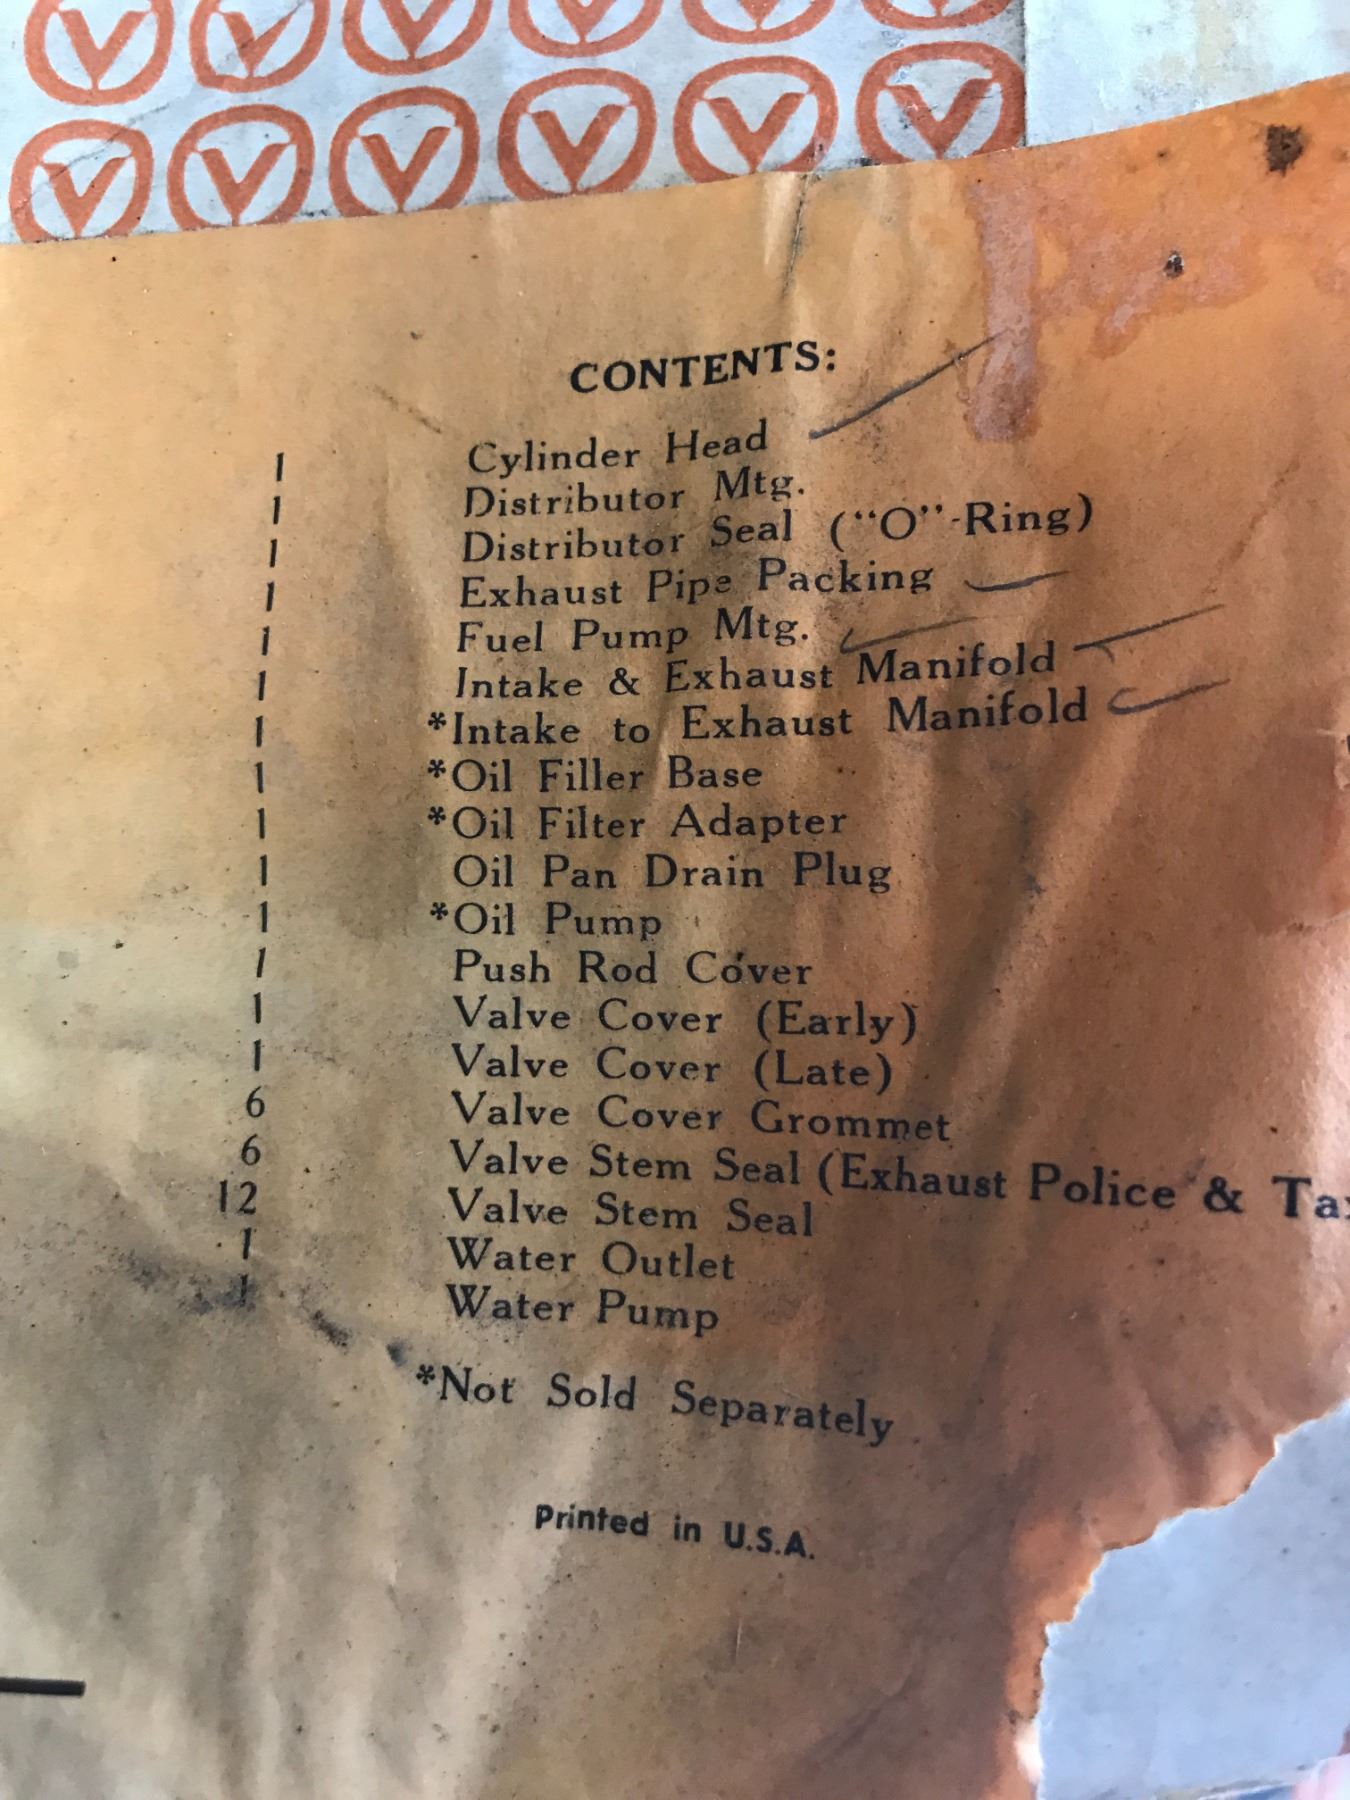 V V V V V V
V V V V V V
CONTENTS:
1 Cylinder Head
1 Distributor Mtg.
1 Distributor Seal ("O"-Ring)
1 Exhaust Pipe Packing
1 Fuel Pump Mtg.
1 Intake & Exhaust Manifold
1 *Intake to Exhaust Manifold
1 *Oil Filler Base
1 *Oil Filter Adapter
1 Oil Pan Drain Plug
1 *Oil Pump
1 Push Rod Cover
1 Valve Cover (Early)
1 Valve Cover (Late)
6 Valve Cover Grommet
6 Valve Stem Seal (Exhaust Police &
12 Valve Stem Seal
1 Water Outlet
1 Water Pump
*Not Sold Separately
Printed in U.S.A.